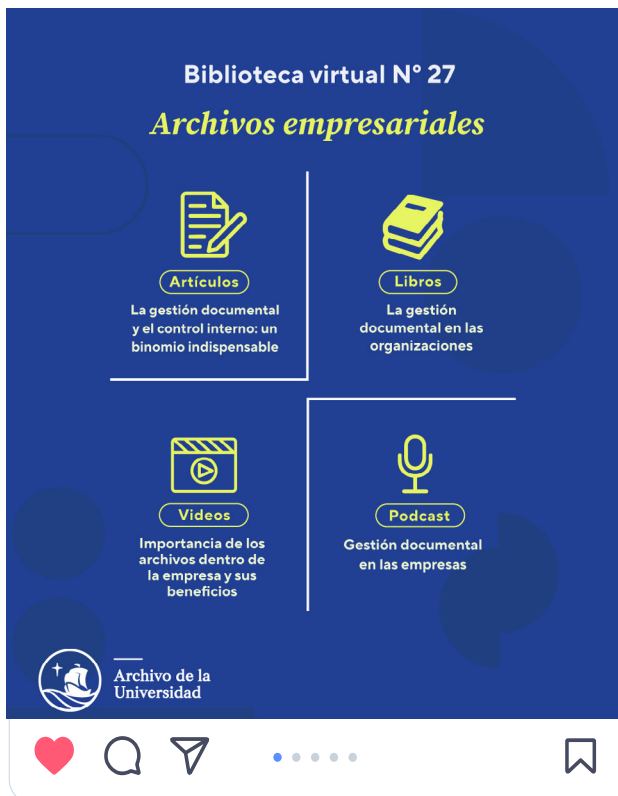 Biblioteca virtual N° 27
Archivos empresariales
Artículos
La gestión documental
y el control interno: un
binomio indispensable
Libros
La gestión
documental en las
organizaciones
Videos
Importancia de los
archivos dentro de
la empresa y sus
beneficios
Podcast
Gestión documental
en las empresas
Archivo de la
Universidad